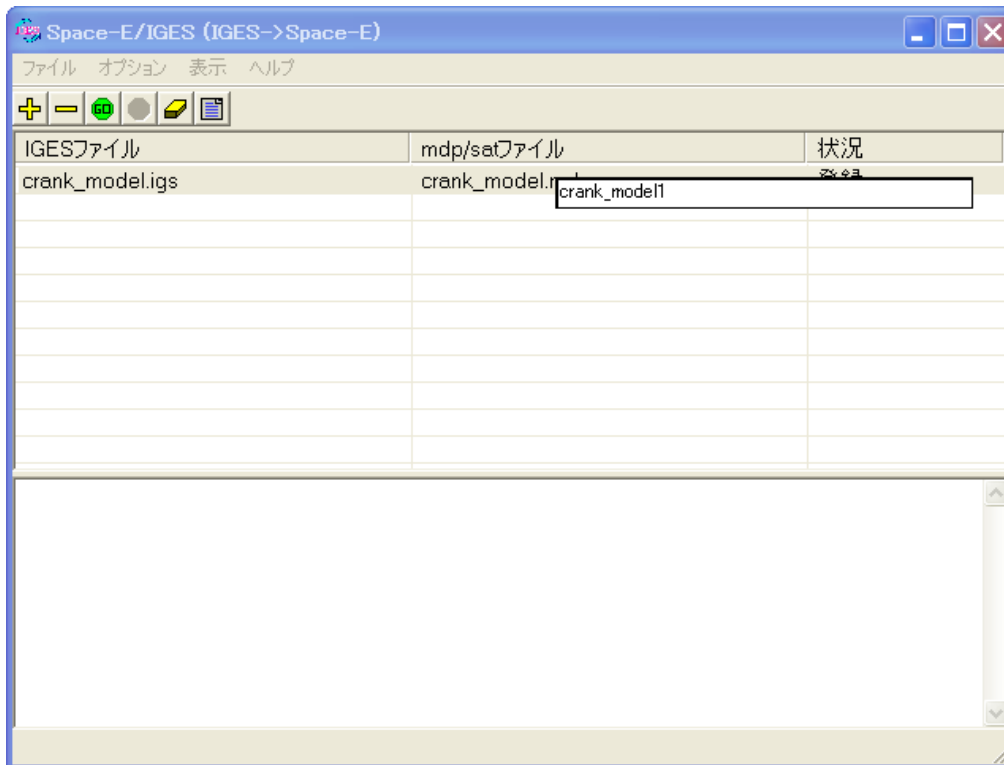 Space-E/IGES (IGES->Space-E)
ファイル オプション 表示 ヘルプ
GO
IGESファイル mdp/satファイル 状況
crank_model.igs
crank_model1